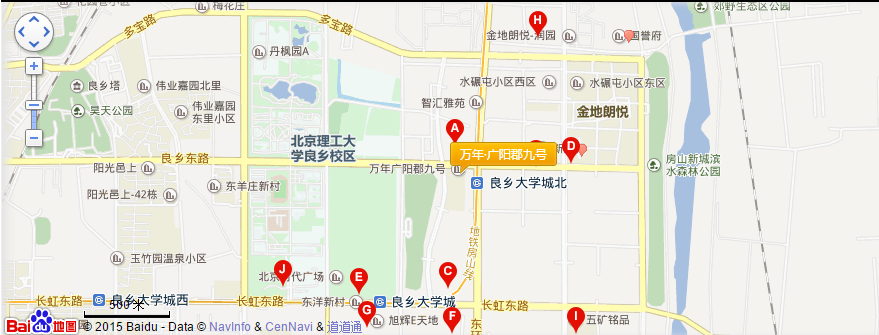 梅花庄
多宝路
多宝路
H
郊野生态区公园
金地朗悦-润园
国誉府
丹枫园A
良乡塔
伟业嘉园北里
水碾屯小区西区
水碾屯小区东区
昊天公园
伟业嘉园
东里小区
智汇雅苑
金地朗悦
A
北京理工大
学良乡校区
D
万年·广阳郡九号
良乡东路
良乡东路
阳光邑上
万年广阳郡九号
房山新城滨
水森林公园
东羊庄新村
良乡大学城北
阳光邑上-42栋
地铁房山线
玉竹园温泉小区
J
北京时代广场
E
C
长虹东路
良乡大学城西
500 米
东洋新村
良乡大学城
长虹东路
G
旭辉E天地
F
I
五矿铭品
Bai du 地图
© 2015 Baidu - Data © NavInfo & CenNavi & 道道通